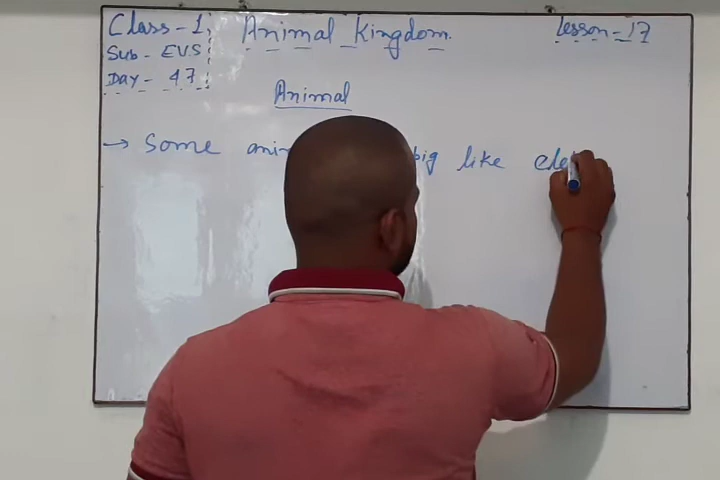 Class - 1
Animal Kingdom.
Lesson - 17
Sub - EVS
Day - 47
Animal
→ Some big like